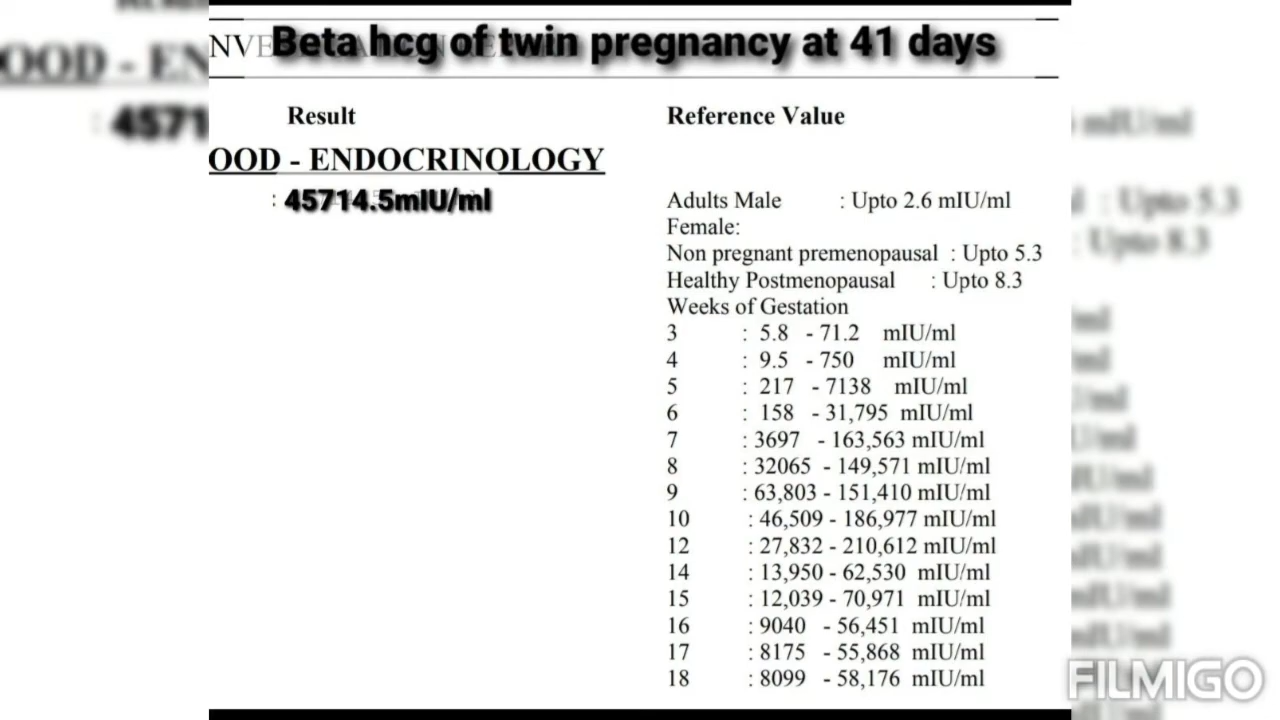 Beta hcg of twin pregnancy at 41 days
Result Reference Value
OOD - ENDOCRINOLOGY
: 45714.5mIU/ml
Adults Male : Upto 2.6 mIU/ml
Female:
Non pregnant premenopausal : Upto 5.3
Healthy Postmenopausal : Upto 8.3
Weeks of Gestation
3 : 5.8 - 71.2 mIU/ml
4 : 9.5 - 750 mIU/ml
5 : 217 - 7138 mIU/ml
6 : 158 - 31,795 mIU/ml
7 : 3697 - 163,563 mIU/ml
8 : 32065 - 149,571 mIU/ml
9 : 63,803 - 151,410 mIU/ml
10 : 46,509 - 186,977 mIU/ml
12 : 27,832 - 210,612 mIU/ml
14 : 13,950 - 62,530 mIU/ml
15 : 12,039 - 70,971 mIU/ml
16 : 9040 - 56,451 mIU/ml
17 : 8175 - 55,868 mIU/ml
18 : 8099 - 58,176 mIU/ml
FILMIGO